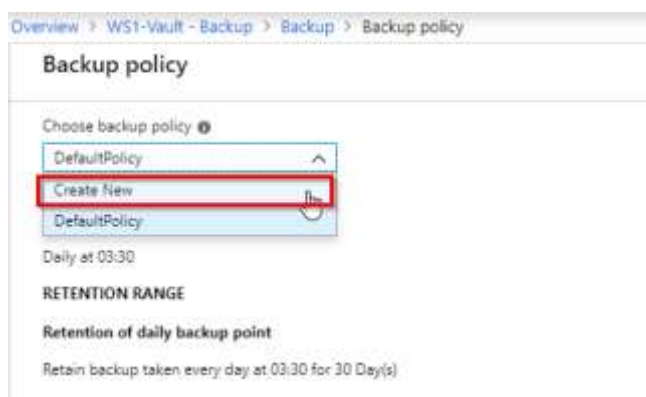 Overview > WS1-Vault - Backup > Backup > Backup policy
Backup policy
Choose backup policy
DefaultPolicy
Create New
DefaultPolicy
Daily at 03:30
RETENTION RANGE
Retention of daily backup point
Retain backup taken every day at 03:30 for 30 Day(s)